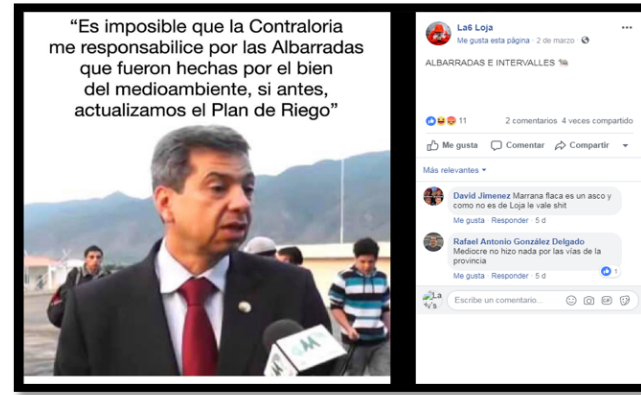 “Es imposible que la Contraloria
me responsabilice por las Albarradas
que fueron hechas por el bien
del medioambiente, si antes,
actualizamos el Plan de Riego”
La6 Loja
Me gusta esta página · 2 de marzo ·
ALBARRADAS E INTERVALLES
11
2 comentarios 4 veces compartido
Me gusta Comentar Compartir
Más relevantes
David Jimenez Marrana flaca es un asco y
como no es de Loja le vale shit
Me gusta · Responder · 5 d
Rafael Antonio González Delgado
Mediocre no hizo nada por las vías de la
provincia
1
Me gusta · Responder · 5 d
Escribe un comentario...